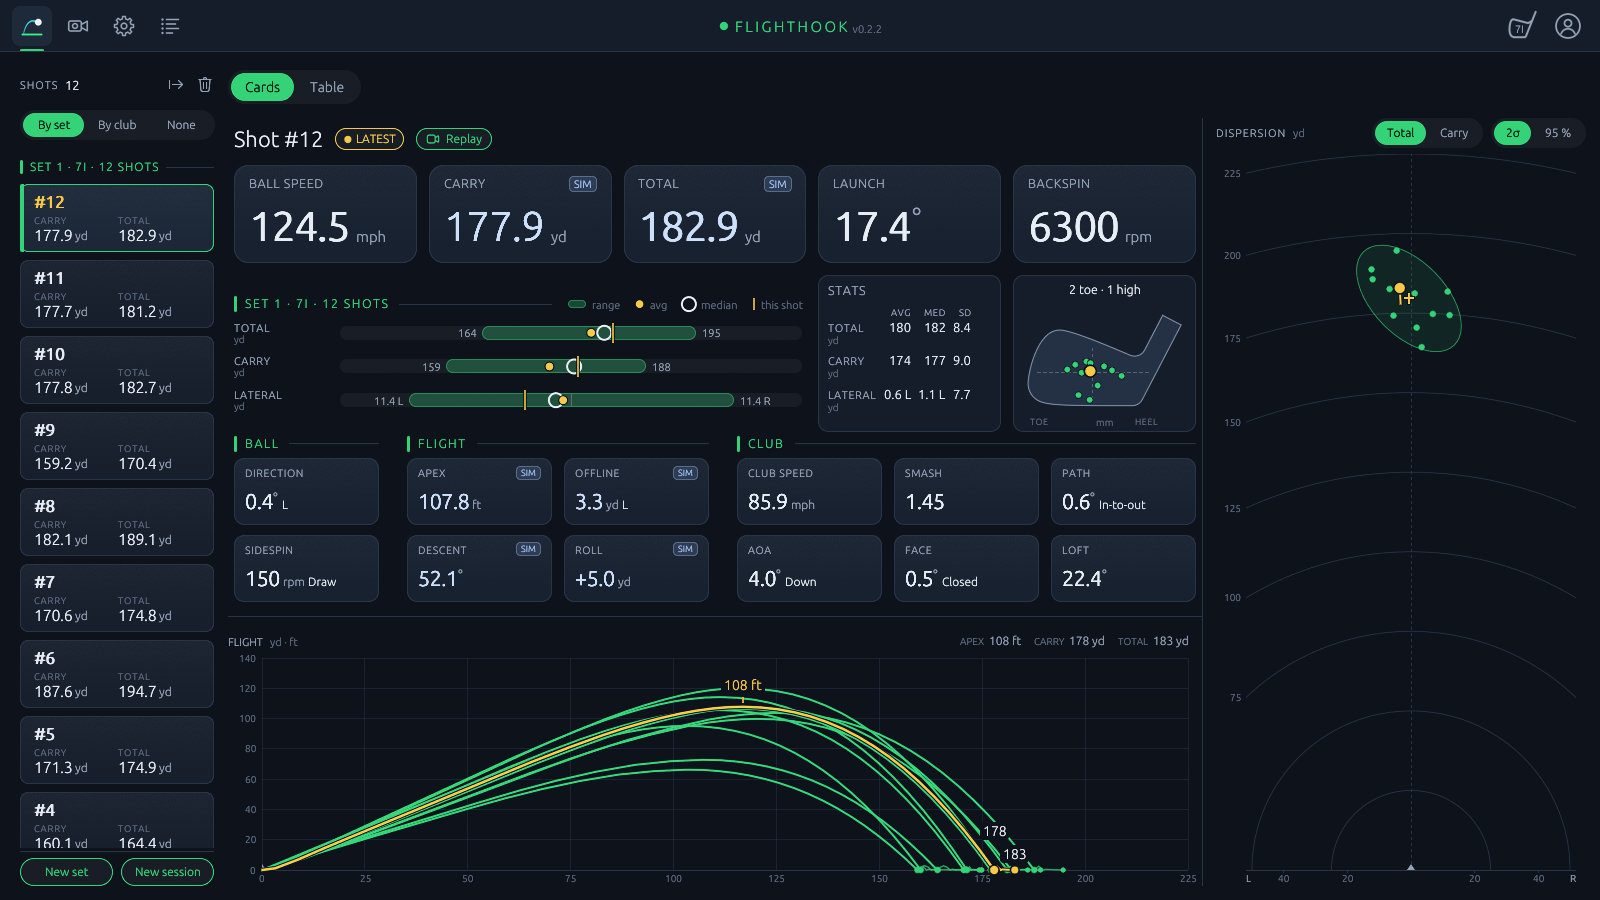 FLIGHTHOOK v0.2.2
7I
SHOTS 12
By set By club None
SET 1 · 7I · 12 SHOTS
#12
CARRY TOTAL
177.9 yd 182.9 yd
#11
CARRY TOTAL
177.7 yd 181.2 yd
#10
CARRY TOTAL
177.8 yd 182.7 yd
#9
CARRY TOTAL
159.2 yd 170.4 yd
#8
CARRY TOTAL
182.1 yd 189.1 yd
#7
CARRY TOTAL
170.6 yd 174.8 yd
#6
CARRY TOTAL
187.6 yd 194.7 yd
#5
CARRY TOTAL
171.3 yd 174.9 yd
#4
CARRY TOTAL
160.1 yd 164.4 yd
New set New session
Cards Table
Shot #12 LATEST Replay
BALL SPEED
124.5 mph
CARRY SIM
177.9 yd
TOTAL SIM
182.9 yd
LAUNCH
17.4°
BACKSPIN
6300 rpm
SET 1 · 7I · 12 SHOTS range avg median this shot
TOTAL yd 164 195
CARRY yd 159 188
LATERAL yd 11.4 L 11.4 R
STATS
AVG MED SD
TOTAL yd 180 182 8.4
CARRY yd 174 177 9.0
LATERAL yd 0.6 L 1.1 L 7.7
2 toe · 1 high
TOE mm HEEL
BALL
DIRECTION
0.4° L
SIDESPIN
150 rpm Draw
FLIGHT
APEX SIM
107.8 ft
OFFLINE SIM
3.3 yd L
DESCENT SIM
52.1°
ROLL SIM
+5.0 yd
CLUB
CLUB SPEED
85.9 mph
SMASH
1.45
PATH
0.6° In-to-out
AOA
4.0° Down
FACE
0.5° Closed
LOFT
22.4°
FLIGHT yd · ft APEX 108 ft CARRY 178 yd TOTAL 183 yd
140
120
100
80
60
40
20
0
108 ft
178
183
0 25 50 75 100 125 150 175 200 225
DISPERSION yd Total Carry 2σ 95 %
225
200
175
150
125
100
75
L 40 20 20 40 R